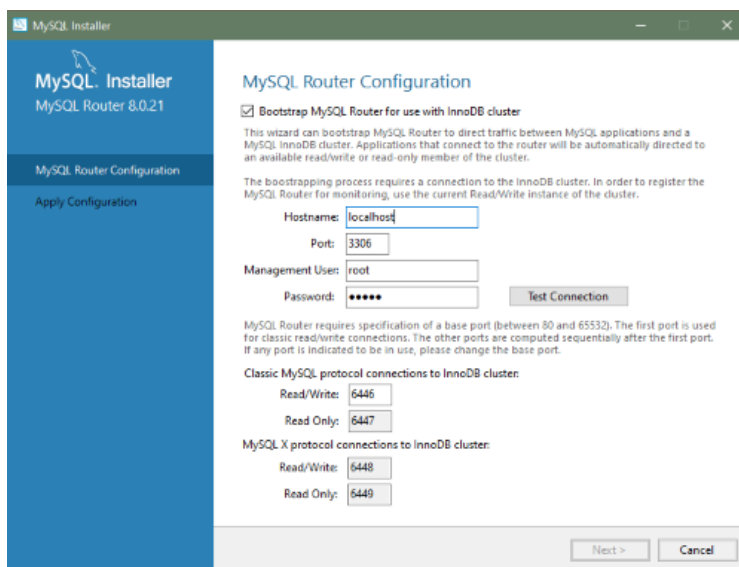 MySQL Installer
MySQL. Installer
MySQL Router 8.0.21
MySQL Router Configuration
Apply Configuration
MySQL Router Configuration
Bootstrap MySQL Router for use with InnoDB cluster
This wizard can bootstrap MySQL Router to direct traffic between MySQL applications and a
MySQL InnoDB cluster. Applications that connect to the router will be automatically directed to
an available read/write or read-only member of the cluster.
The boostrapping process requires a connection to the InnoDB cluster. In order to register the
MySQL Router for monitoring, use the current Read/Write instance of the cluster.
Hostname: localhost
Port: 3306
Management User: root
Password: •••••
Test Connection
MySQL Router requires specification of a base port (between 80 and 65532). The first port is used
for classic read/write connections. The other ports are computed sequentially after the first port.
If any port is indicated to be in use, please change the base port.
Classic MySQL protocol connections to InnoDB cluster:
Read/Write: 6446
Read Only: 6447
MySQL X protocol connections to InnoDB cluster:
Read/Write: 6448
Read Only: 6449
Next >
Cancel